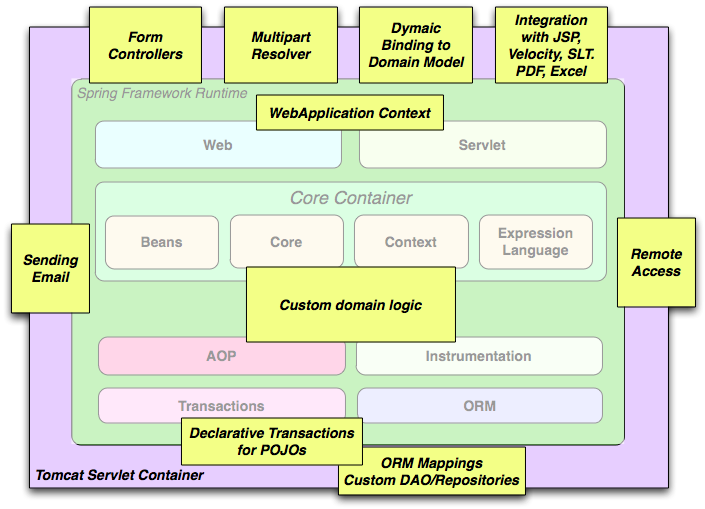 Form
Controllers
Multipart
Resolver
Dymaic
Binding to
Domain Model
Integration
with JSP,
Velocity, SLT.
PDF, Excel
Spring Framework Runtime
WebApplication Context
Web
Servlet
Core Container
Beans
Core
Context
Expression
Language
Sending
Email
Remote
Access
Custom domain logic
AOP
Instrumentation
Transactions
ORM
Declarative Transactions
for POJOs
ORM Mappings
Custom DAO/Repositories
Tomcat Servlet Container